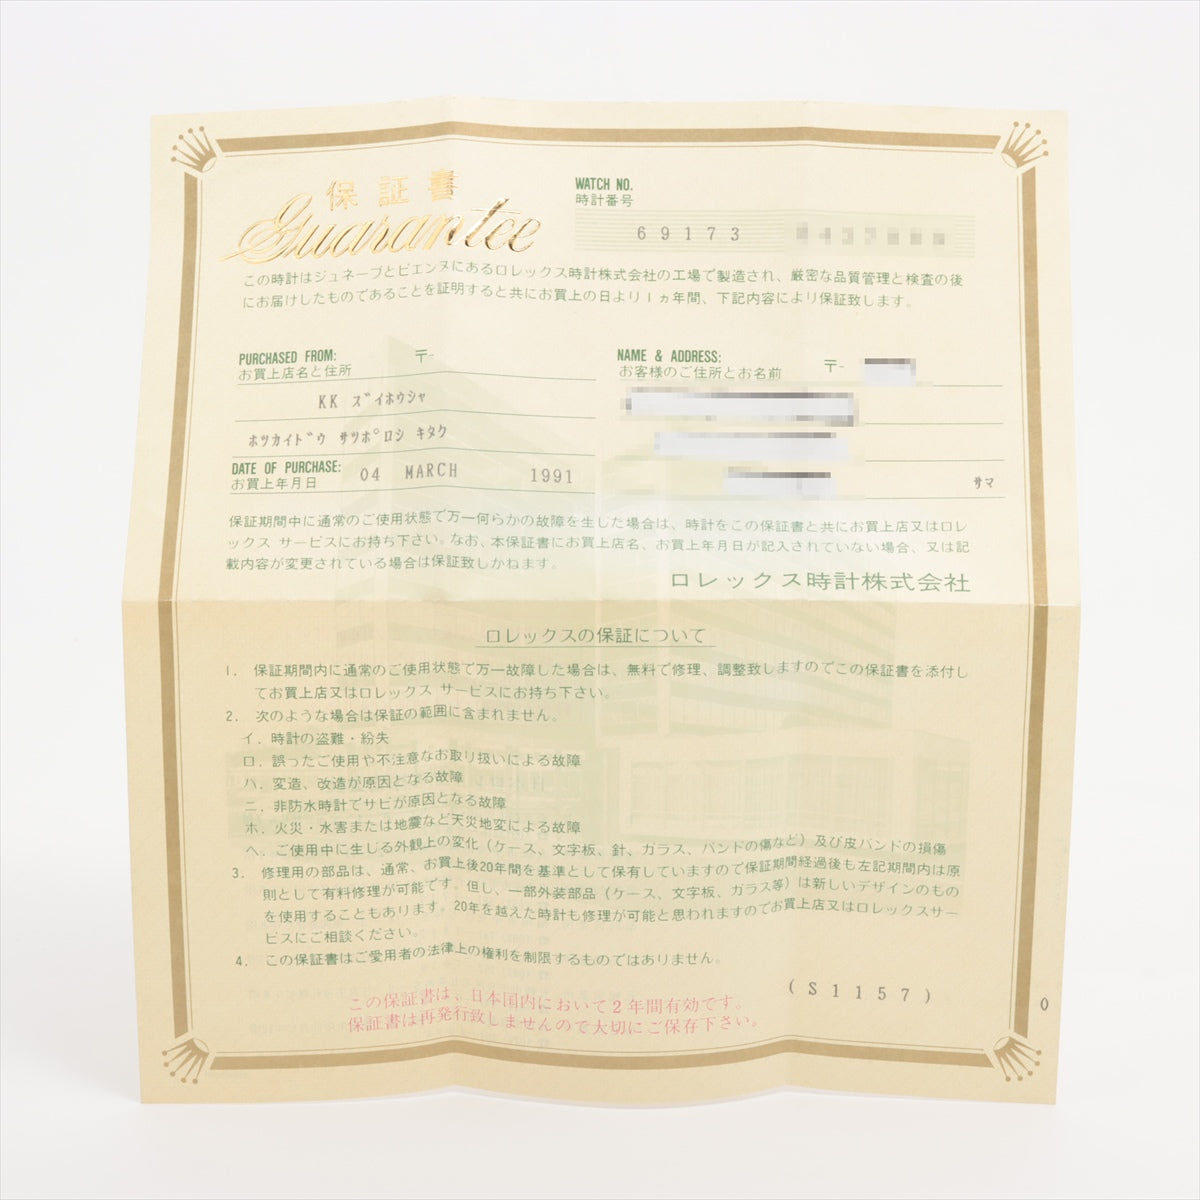 保証書
Guarantee
WATCH NO.
時計番号
69173
この時計はジュネーブとビエンヌにあるロレックス時計株式会社の工場で製造され、厳密な品質管理と検査の後
にお届けしたものであることを証明すると共にお買上の日より1ヵ年間、下記内容により保証致します。
PURCHASED FROM: 〒-
お買上店名と住所
KK ズイホウシヤ
ホツカイドウ サツポロシ キタク
DATE OF PURCHASE: 04 MARCH 1991
お買上年月日
NAME & ADDRESS: 〒-
お客様のご住所とお名前
サマ
保証期間中に通常のご使用状態で万一何らかの故障を生じた場合は、時計をこの保証書と共にお買上店又はロレ
ックス サービスにお持ち下さい。なお、本保証書にお買上店名、お買上年月日が記入されていない場合、又は記
載内容が変更されている場合は保証致しかねます。
ロレックス時計株式会社
ロレックスの保証について
1. 保証期間内に通常のご使用状態で万一故障した場合は、無料で修理、調整致しますのでこの保証書を添付し
てお買上店又はロレックス サービスにお持ち下さい。
2. 次のような場合は保証の範囲に含まれません。
イ. 時計の盗難・紛失
ロ. 誤ったご使用や不注意なお取り扱いによる故障
ハ. 変造、改造が原因となる故障
ニ. 非防水時計でサビが原因となる故障
ホ. 火災・水害または地震など天災地変による故障
ヘ. ご使用中に生じる外観上の変化（ケース、文字板、針、ガラス、バンドの傷など）及び皮バンドの損傷
3. 修理用の部品は、通常、お買上後20年間を基準として保有していますので保証期間経過後も左記期間内は原
則として有料修理が可能です。但し、一部外装部品（ケース、文字板、ガラス等）は新しいデザインのもの
を使用することもあります。20年を越えた時計も修理が可能と思われますのでお買上店又はロレックスサー
ビスにご相談ください。
4. この保証書はご愛用者の法律上の権利を制限するものではありません。
(S1157)
0
この保証書は、日本国内において2年間有効です。
保証書は再発行致しませんので大切にご保存下さい。